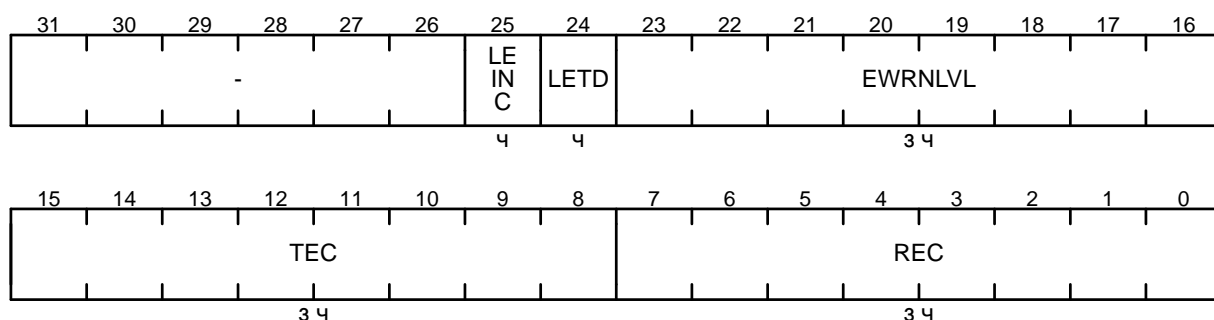 31 30 29 28 27 26 25 24 23 22 21 20 19 18 17 16
- LE IN C LETD EWRNLVL
ч ч з ч
15 14 13 12 11 10 9 8 7 6 5 4 3 2 1 0
TEC REC
з ч з ч